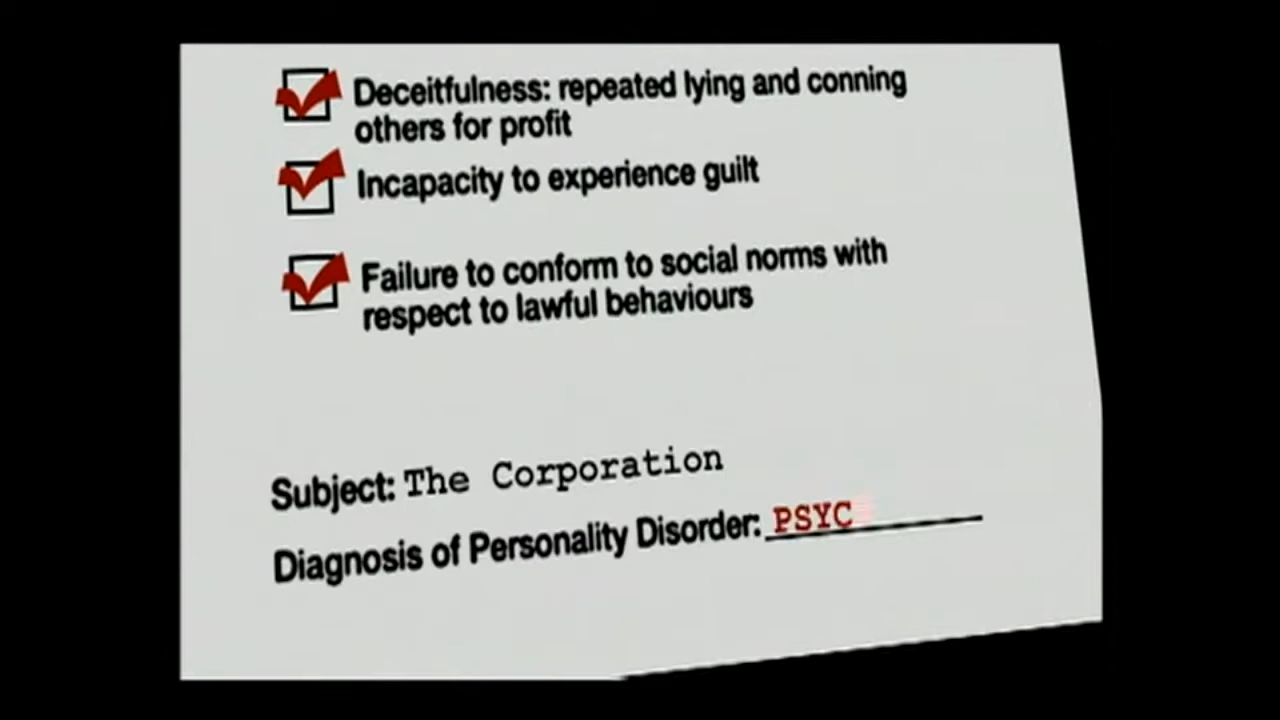 Deceitfulness: repeated lying and conning
others for profit
Incapacity to experience guilt
Failure to conform to social norms with
respect to lawful behaviours
Subject: The Corporation
Diagnosis of Personality Disorder: PSYC